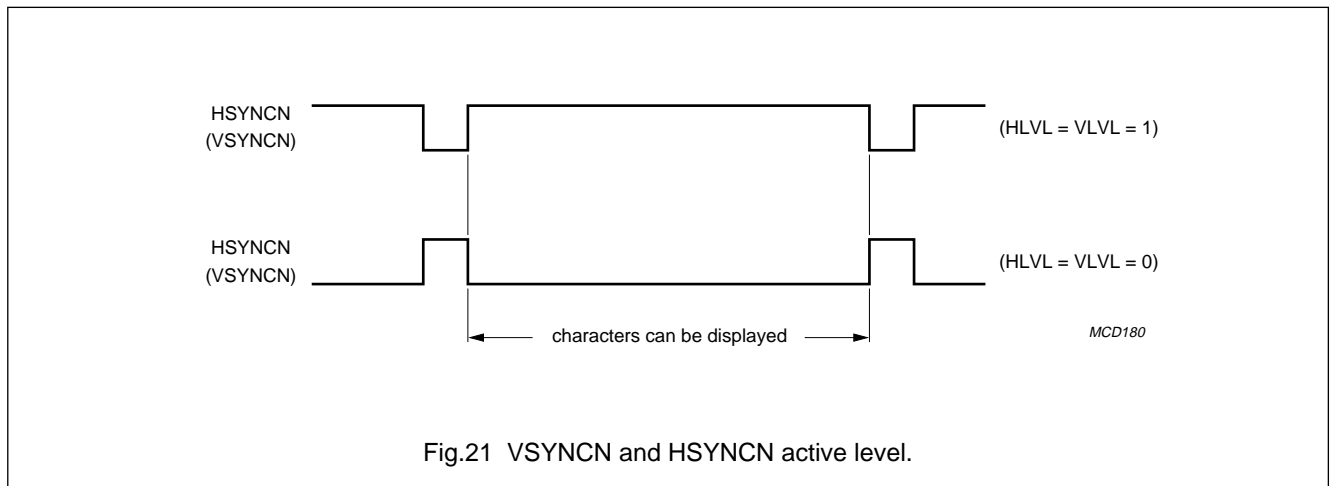 HSYNCN
(VSYNCN)
(HLVL = VLVL = 1)
HSYNCN
(VSYNCN)
(HLVL = VLVL = 0)
characters can be displayed
MCD180
Fig.21 VSYNCN and HSYNCN active level.